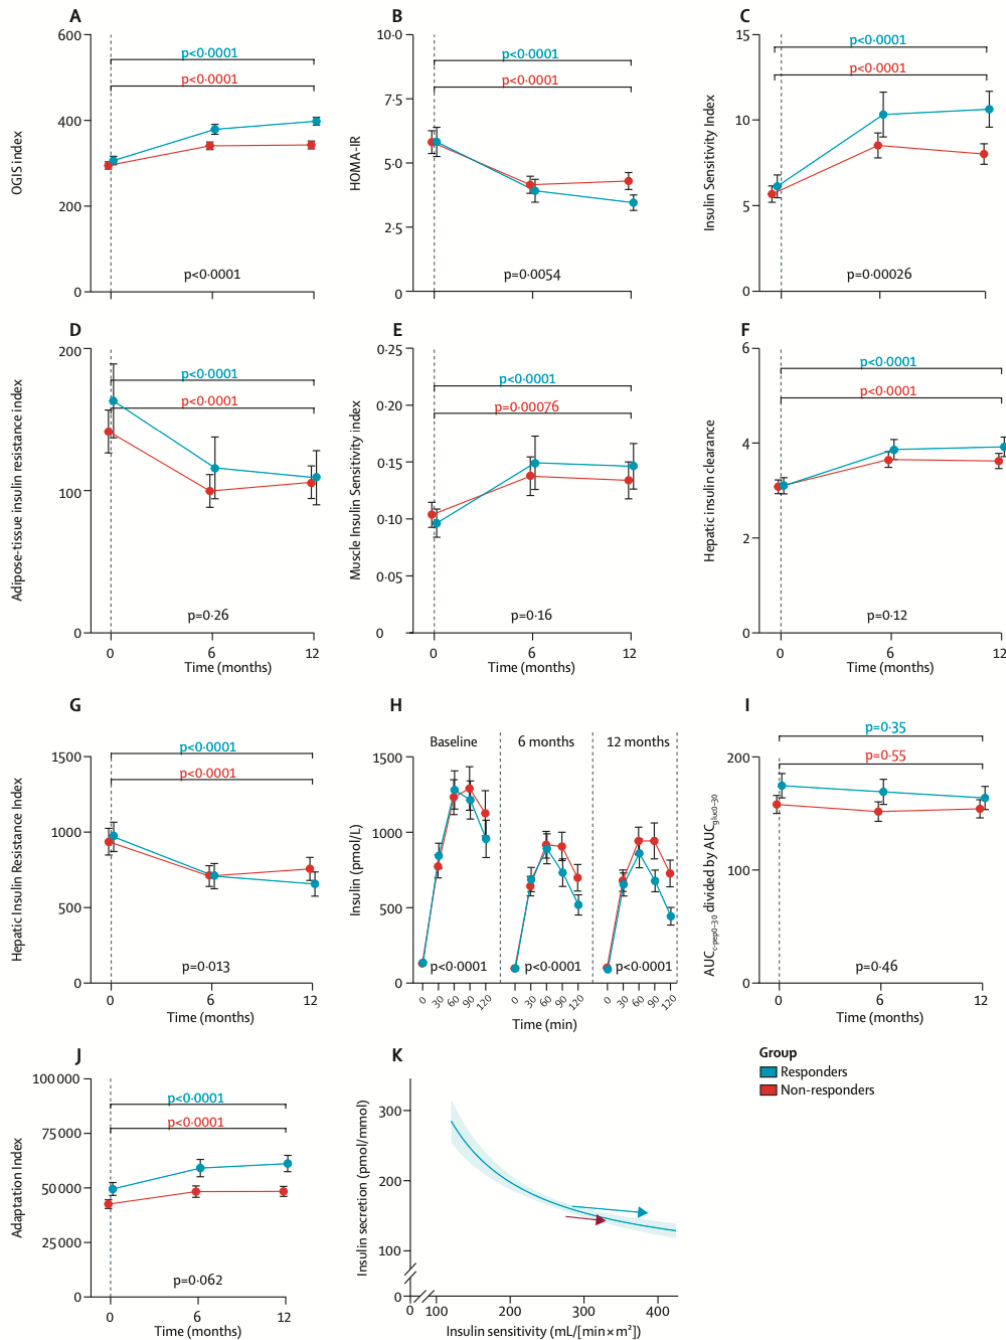 A
600
400
200
0
OGIS index
p<0·0001
p<0·0001
p<0·0001
B
10·0
7·5
5·0
2·5
0
HOMA-IR
p<0·0001
p<0·0001
p=0·0054
C
15
10
5
0
Insulin Sensitivity Index
p<0·0001
p<0·0001
p=0·00026
D
200
100
0
Adipose-tissue insulin resistance index
p<0·0001
p<0·0001
p=0·26
0 6 12
Time (months)
E
0·25
0·20
0·15
0·10
0·05
0
Muscle Insulin Sensitivity index
p<0·0001
p=0·00076
p=0·16
0 6 12
Time (months)
F
6
4
2
0
Hepatic insulin clearance
p<0·0001
p<0·0001
p=0·12
0 6 12
Time (months)
G
1500
1000
500
0
Hepatic Insulin Resistance Index
p<0·0001
p<0·0001
p=0·013
0 6 12
Time (months)
H
Baseline 6 months 12 months
1500
1000
500
0
Insulin (pmol/L)
p<0·0001 p<0·0001 p<0·0001
0 30 60 90 120 0 30 60 90 120 0 30 60 90 120
Time (min)
I
200
100
0
AUCc-pep0–30 divided by AUCgluc0–30
p=0·35
p=0·55
p=0·46
0 6 12
Time (months)
J
100 000
75 000
50 000
25 000
0
Adaptation Index
p<0·0001
p<0·0001
p=0·062
0 6 12
Time (months)
K
300
200
100
0
Insulin secretion (pmol/mmol)
0 100 200 300 400
Insulin sensitivity (mL/[min × m²])
Group
Responders
Non-responders